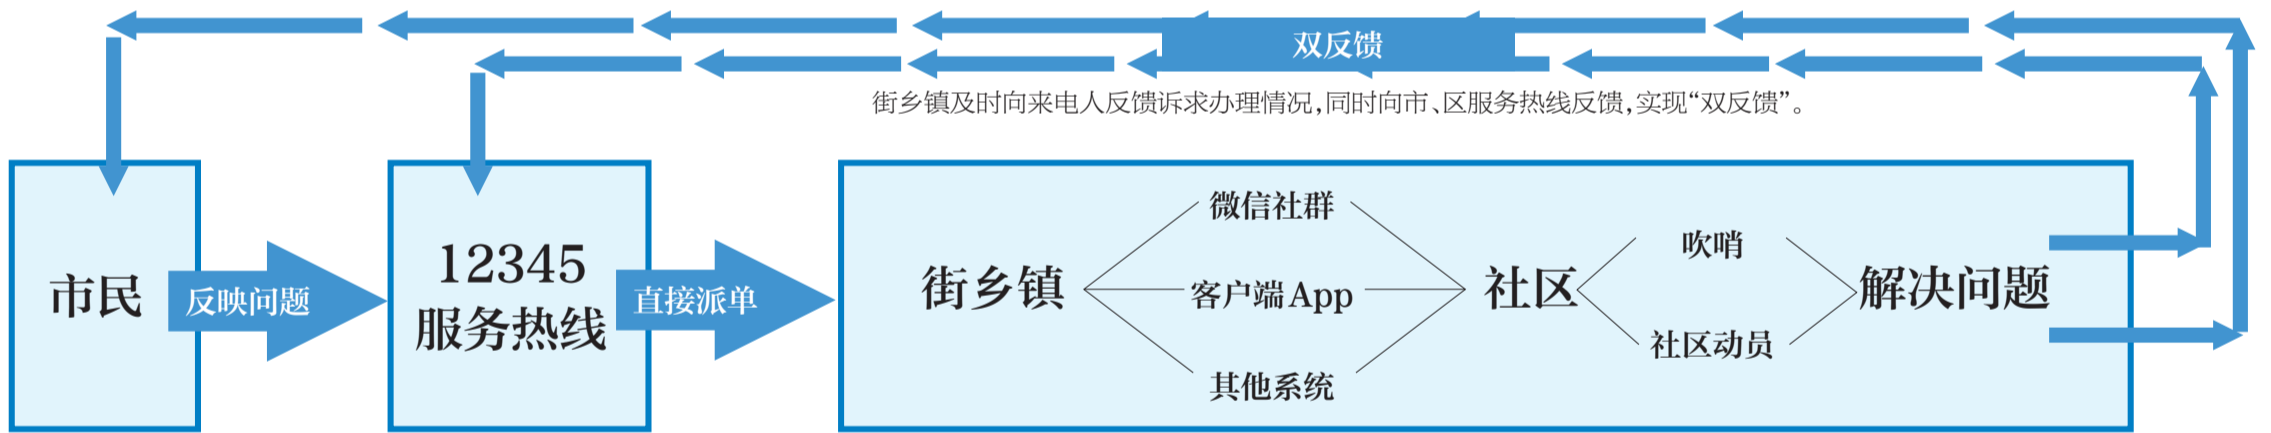 双反馈
街乡镇及时向来电人反馈诉求办理情况,同时向市、区服务热线反馈,实现“双反馈”。
市民
反映问题
12345
服务热线
直接派单
街乡镇
微信社群
客户端App
其他系统
社区
吹哨
社区动员
解决问题